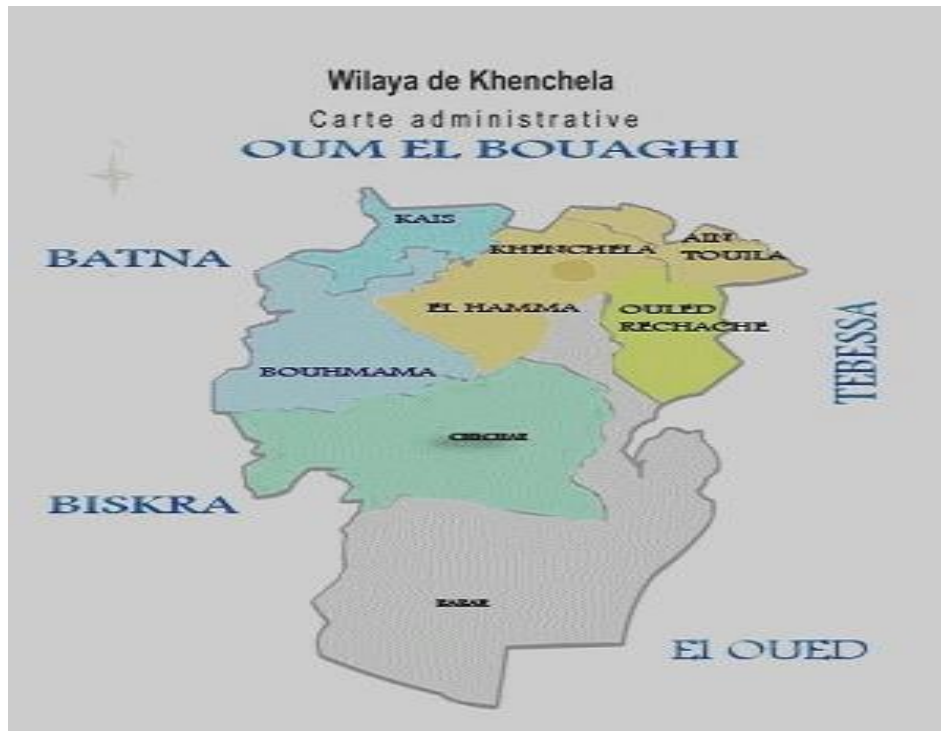 Wilaya de Khenchela
Carte administrative
OUM EL BOUAGHI
KAIS
BATNA
KHENCHELA
AIN
TOUILA
EL HAMMA
OULED
RECHACHE
TEBESSA
BOUHMAMA
CHECHAR
BISKRA
BABAR
El OUED